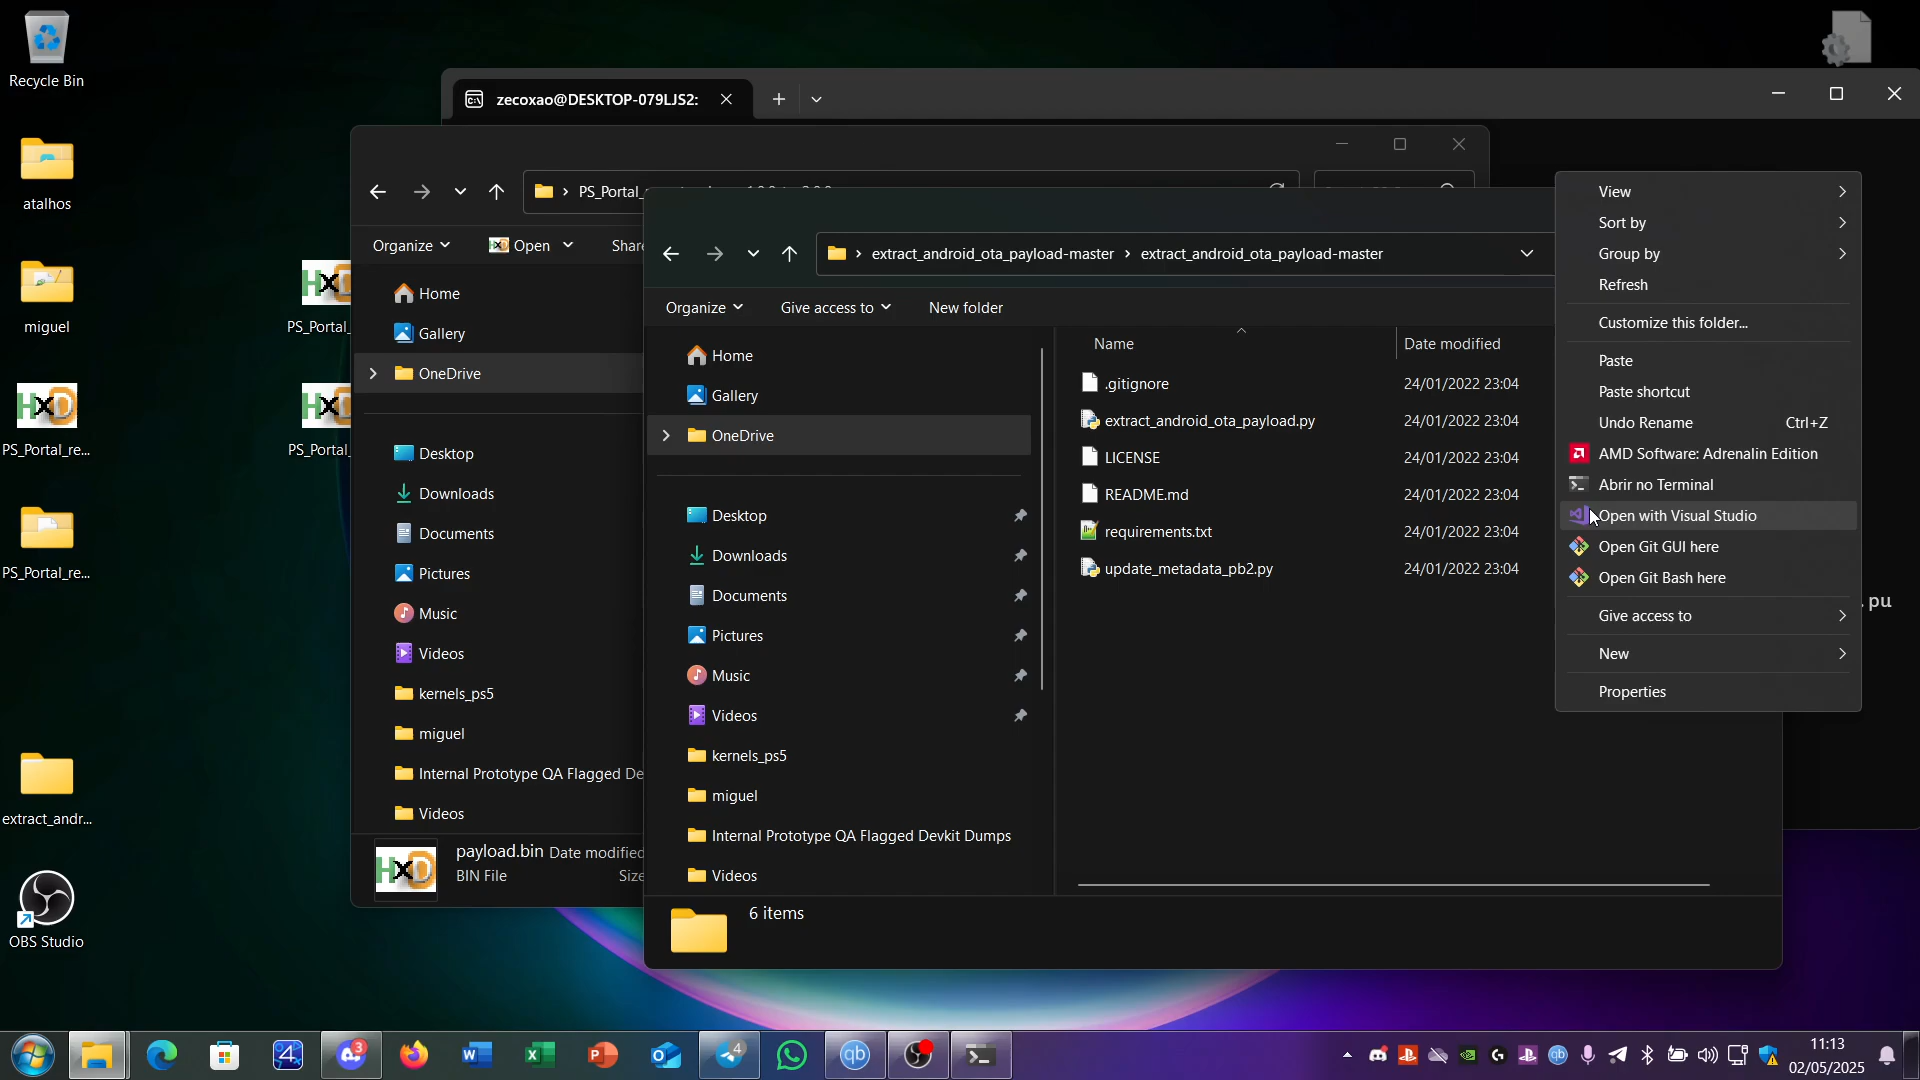 Recycle Bin
atalhos
miguel
PS_Portal_re...
PS_Portal_re...
extract_andr...
OBS Studio
PS_Portal_
PS_Portal_
zecoxao@DESKTOP-079LJS2:
PS_Portal_
Organize
Open
Share
Home
Gallery
OneDrive
Desktop
Downloads
Documents
Pictures
Music
Videos
kernels_ps5
miguel
Internal Prototype QA Flagged De
Videos
payload.bin Date modified
BIN File Size
extract_android_ota_payload-master > extract_android_ota_payload-master
Organize
Give access to
New folder
Home
Gallery
OneDrive
Desktop
Downloads
Documents
Pictures
Music
Videos
kernels_ps5
miguel
Internal Prototype QA Flagged Devkit Dumps
Videos
Name Date modified
.gitignore 24/01/2022 23:04
extract_android_ota_payload.py 24/01/2022 23:04
LICENSE 24/01/2022 23:04
README.md 24/01/2022 23:04
requirements.txt 24/01/2022 23:04
update_metadata_pb2.py 24/01/2022 23:04
6 items
View
Sort by
Group by
Refresh
Customize this folder...
Paste
Paste shortcut
Undo Rename Ctrl+Z
AMD Software: Adrenalin Edition
Abrir no Terminal
Open with Visual Studio
Open Git GUI here
Open Git Bash here
Give access to
New
Properties
.pu
11:13
02/05/2025